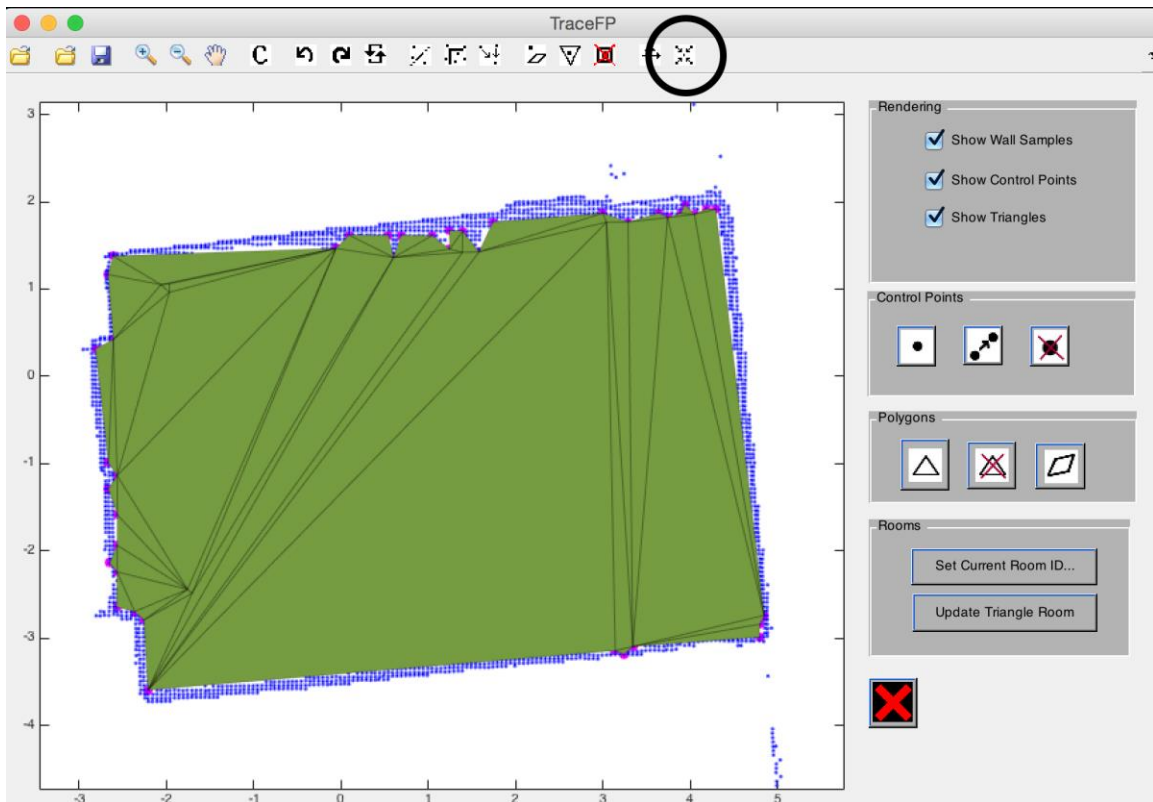 TraceFP
C
Rendering
Show Wall Samples
Show Control Points
Show Triangles
Control Points
Polygons
Rooms
Set Current Room ID...
Update Triangle Room
3
2
1
0
-1
-2
-3
-4
-3 -2 -1 0 1 2 3 4 5